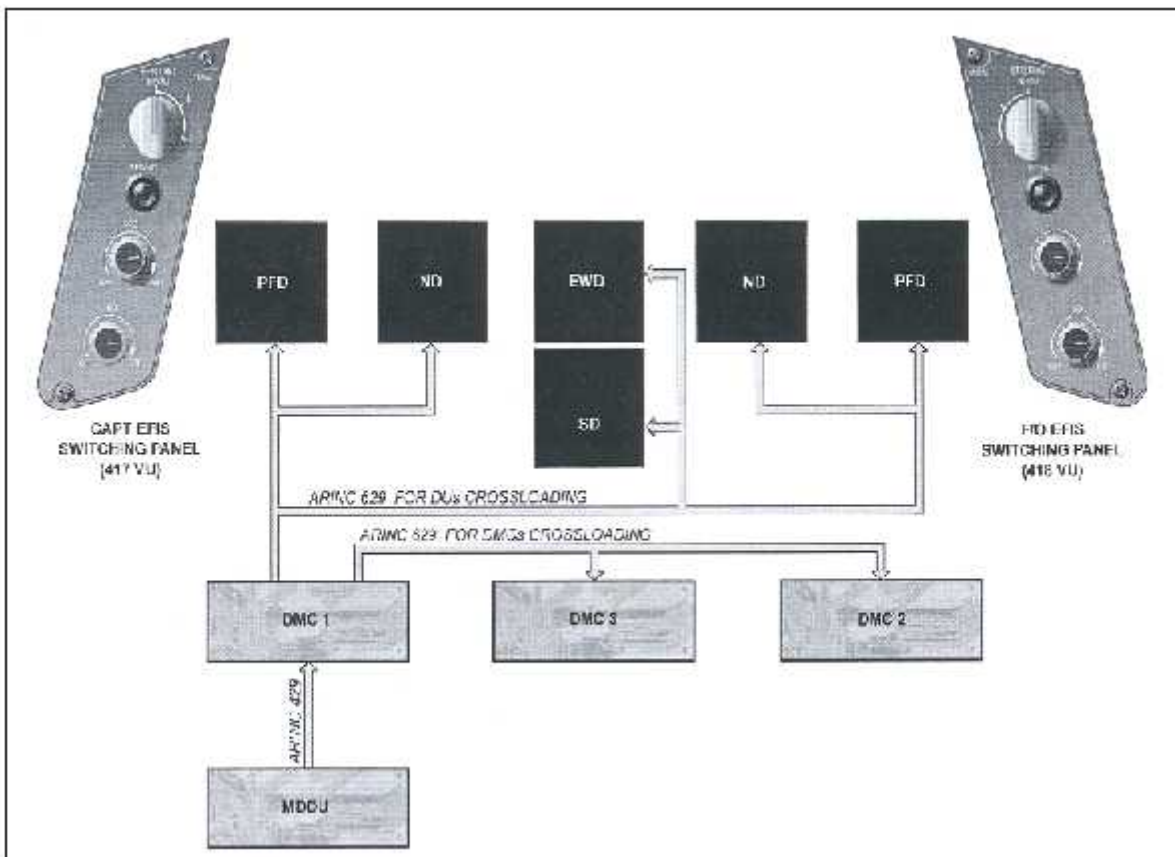 PFD
ND
EWD
ND
PFD
SD
CAPT EFIS
SWITCHING PANEL
(417 VU)
F/O EFIS
SWITCHING PANEL
(418 VU)
ARINC 629 FOR DUs CROSSLOADING
ARINC 629 FOR DMCs CROSSLOADING
DMC 1
DMC 3
DMC 2
ARINC 429
MDDU